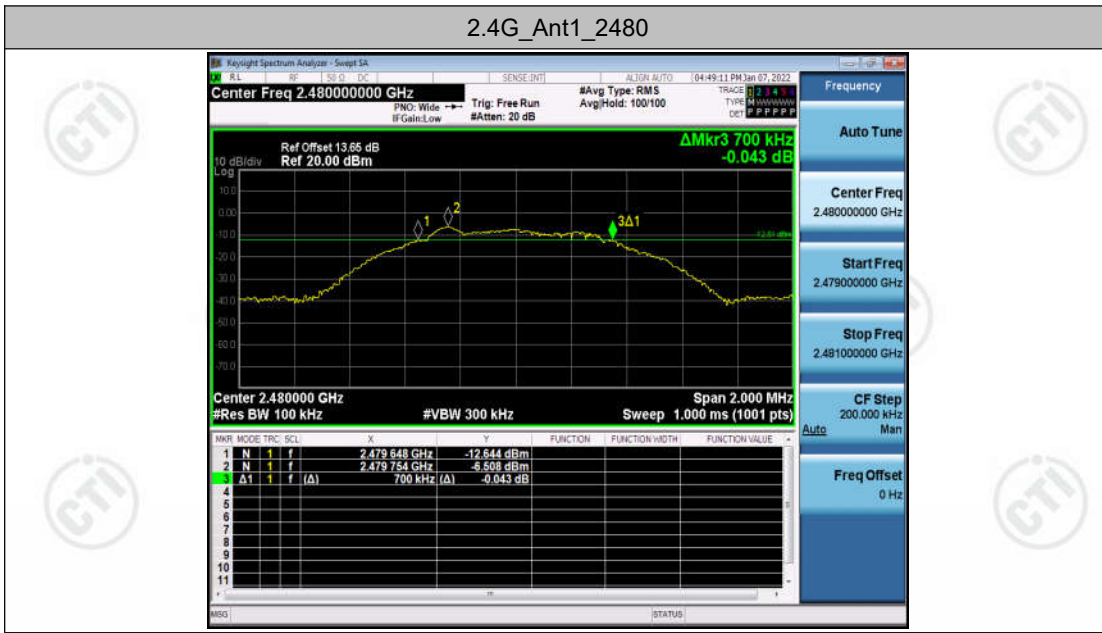 2.4G_Ant1_2480
Keysight Spectrum Analyzer - Swept SA
RL RF 50 Ω DC SENSE:INT ALIGN AUTO 04:49:11 PM Jan 07, 2022
Center Freq 2.480000000 GHz
PNO: Wide
IFGain:Low
Trig: Free Run
#Atten: 20 dB
#Avg Type: RMS
Avg|Hold: 100/100
TRACE 1 2 3 4 5 6
TYPE M WWWWW
DET P P P P P P
Frequency
Auto Tune
Center Freq
2.480000000 GHz
Start Freq
2.479000000 GHz
Stop Freq
2.481000000 GHz
CF Step
200.000 kHz
Auto Man
Freq Offset
0 Hz
ΔMkr3 700 kHz
-0.043 dB
Ref Offset 13.65 dB
10 dB/div Ref 20.00 dBm
Log
10.0
0.00
-10.0
-20.0
-30.0
-40.0
-50.0
-60.0
-70.0
1
2
3Δ1
Center 2.480000 GHz Span 2.000 MHz
#Res BW 100 kHz #VBW 300 kHz Sweep 1.000 ms (1001 pts)
MKR MODE TRC SCL X Y FUNCTION FUNCTION WIDTH FUNCTION VALUE
1 N 1 f 2.479 648 GHz -12.644 dBm
2 N 1 f 2.479 754 GHz -6.508 dBm
3 Δ1 1 f (Δ) 700 kHz (Δ) -0.043 dB
4
5
6
7
8
9
10
11
MSG STATUS
CTI
CTI
CTI
CTI